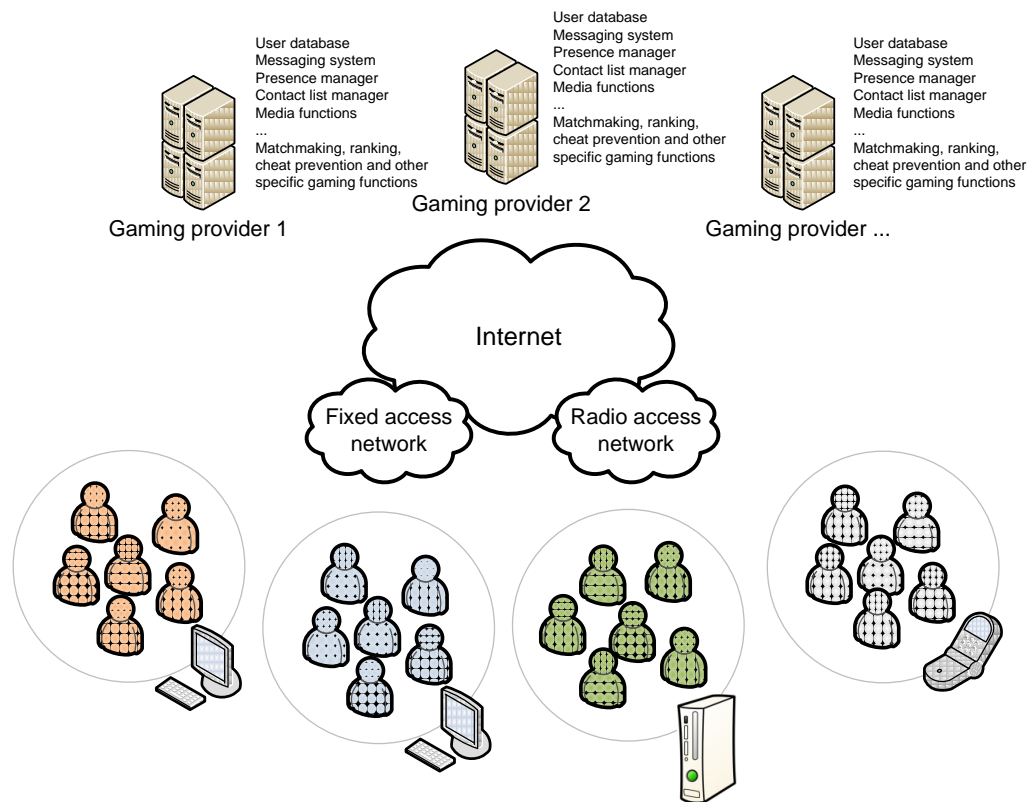 User database
Messaging system
Presence manager
Contact list manager
Media functions
...
Matchmaking, ranking,
cheat prevention and other
specific gaming functions
Gaming provider 1
User database
Messaging system
Presence manager
Contact list manager
Media functions
...
Matchmaking, ranking,
cheat prevention and other
specific gaming functions
Gaming provider 2
User database
Messaging system
Presence manager
Contact list manager
Media functions
...
Matchmaking, ranking,
cheat prevention and other
specific gaming functions
Gaming provider ...
Internet
Fixed access
network
Radio access
network